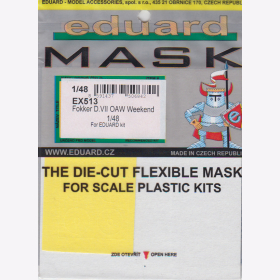 EDUARD - MODEL ACCESSORIES, spol. s r.o., 435 21 OBRNICE 170, CZECH REPUBLIC
eduard
MASK
1/48
EX513
Fokker D.VII OAW Weekend
1/48
For EDUARD kit
WWW.EDUARD.CZ
MADE IN CZECH REPUBLIC
THE DIE-CUT FLEXIBLE MASK
FOR SCALE PLASTIC KITS
ZDE OTEVŘÍT OPEN HERE